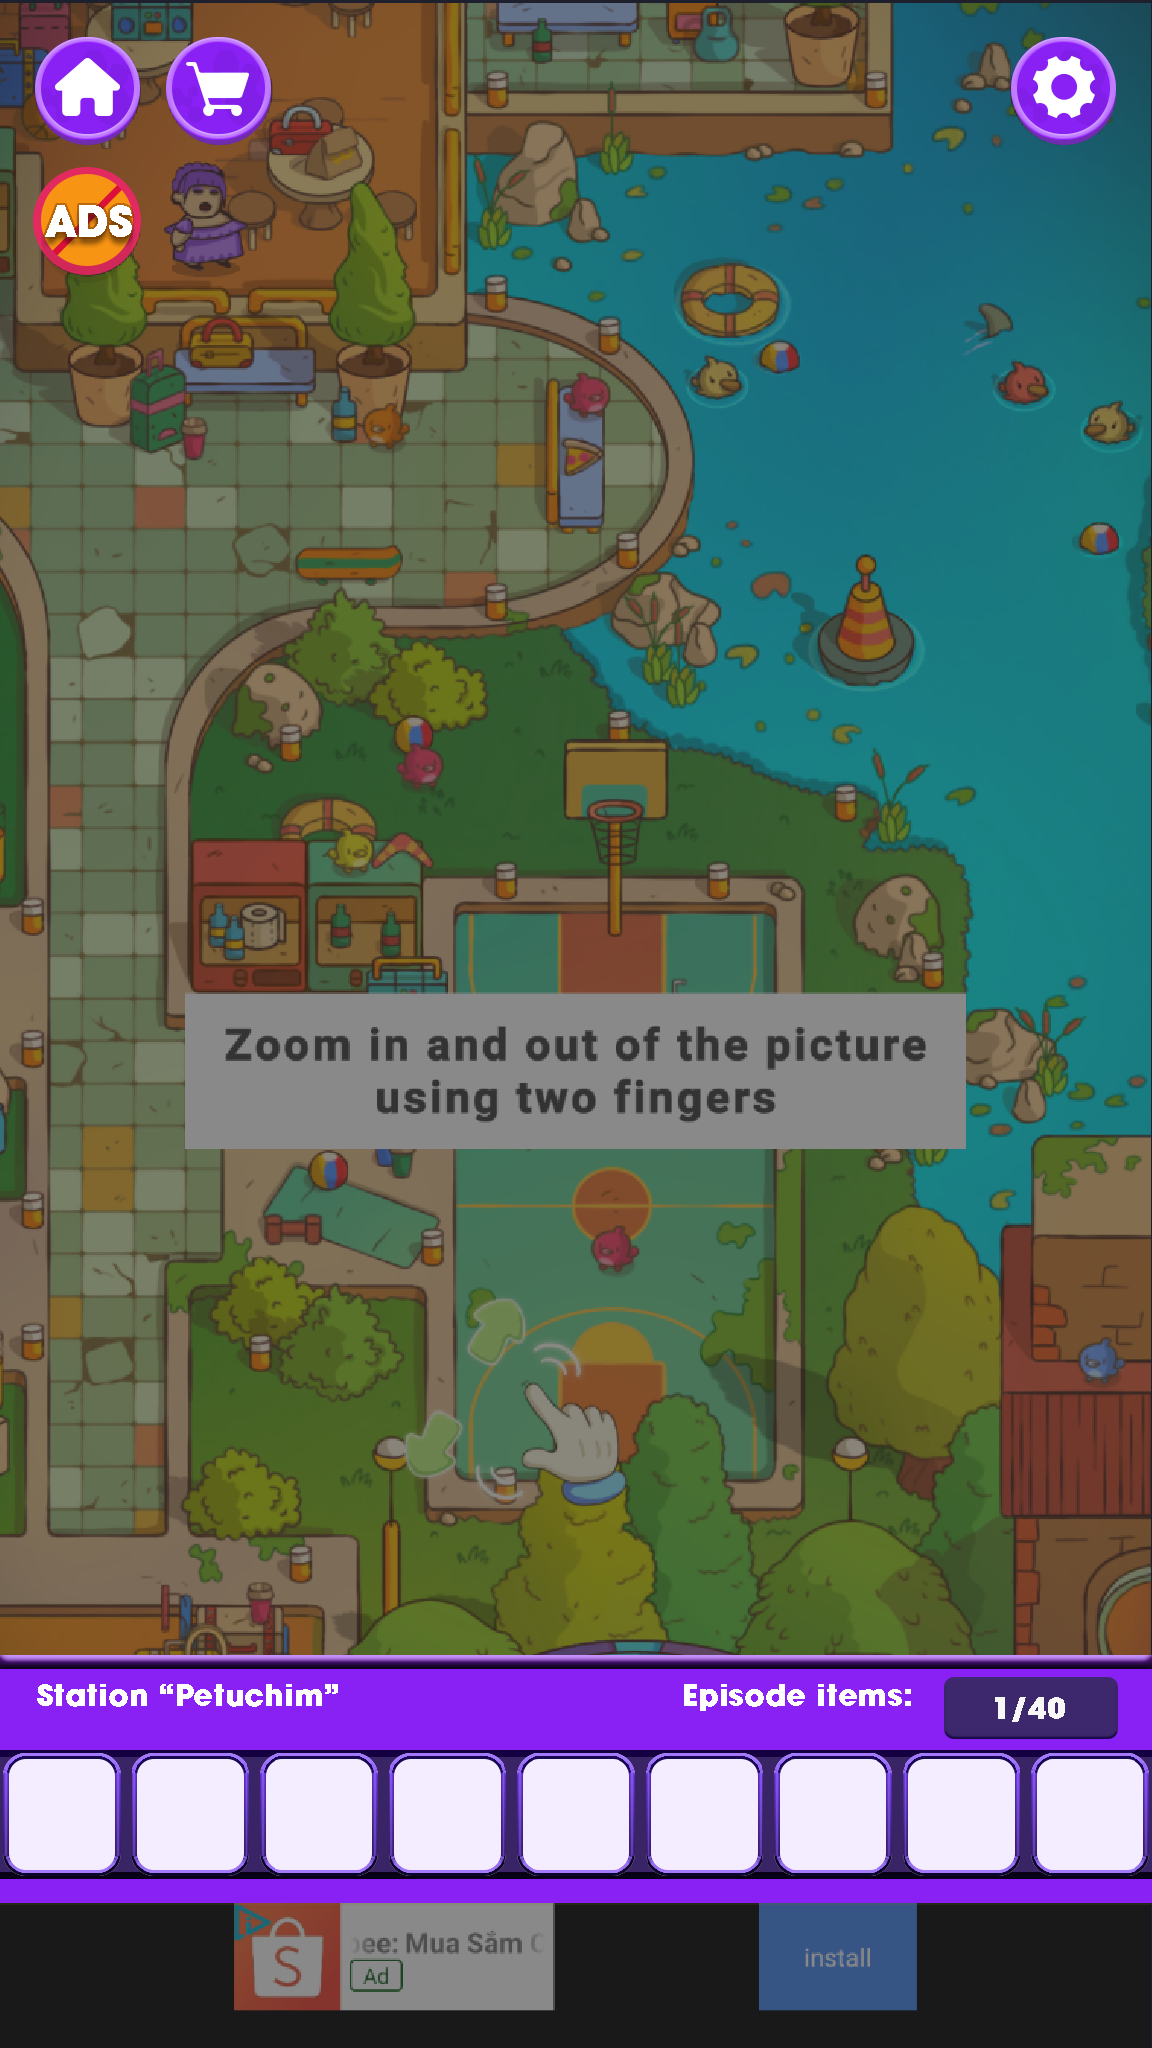 ADS
Zoom in and out of the picture
using two fingers
Station “Petuchim”
Episode items:
1/40
S
ee: Mua Sắm
Ad
install